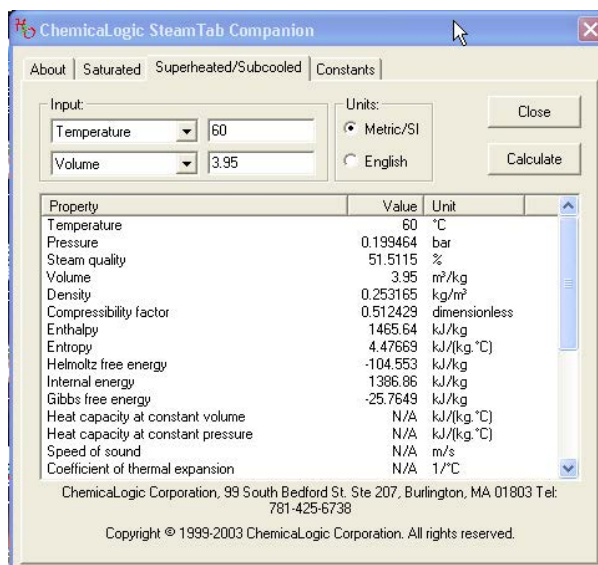 ChemicaLogic SteamTab Companion
About Saturated Superheated/Subcooled Constants
Input: Units:
Temperature 60 Metric/SI Close
Volume 3.95 English Calculate
Property Value Unit
Temperature 60 °C
Pressure 0.199464 bar
Steam quality 51.5115 %
Volume 3.95 m³/kg
Density 0.253165 kg/m³
Compressibility factor 0.512429 dimensionless
Enthalpy 1465.64 kJ/kg
Entropy 4.47669 kJ/(kg.°C)
Helmoltz free energy -104.553 kJ/kg
Internal energy 1386.86 kJ/kg
Gibbs free energy -25.7649 kJ/kg
Heat capacity at constant volume N/A kJ/(kg.°C)
Heat capacity at constant pressure N/A kJ/(kg.°C)
Speed of sound N/A m/s
Coefficient of thermal expansion N/A 1/°C
ChemicaLogic Corporation, 99 South Bedford St. Ste 207, Burlington, MA 01803 Tel:
781-425-6738
Copyright © 1999-2003 ChemicaLogic Corporation. All rights reserved.